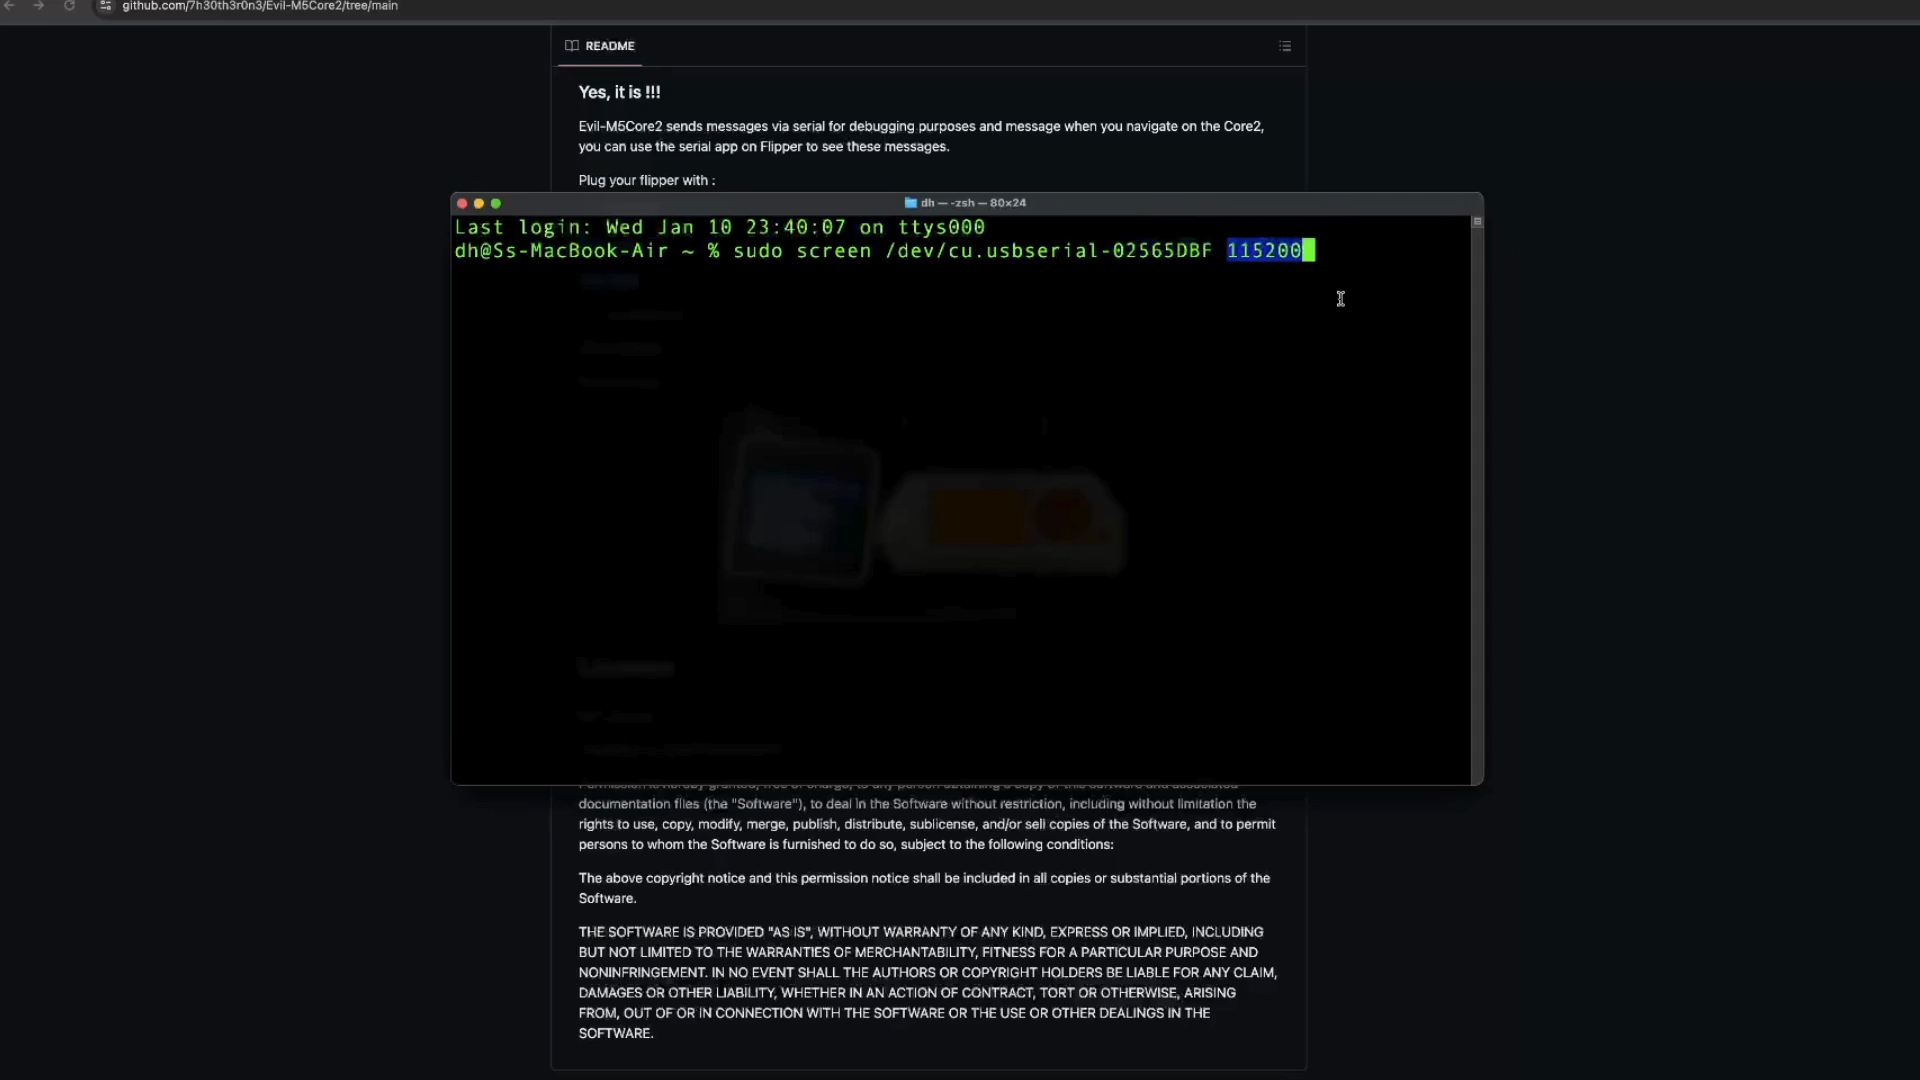 github.com/7h30th3r0n3/Evil-M5Core2/tree/main
README
Yes, it is !!!
Evil-M5Core2 sends messages via serial for debugging purposes and message when you navigate on the Core2,
you can use the serial app on Flipper to see these messages.
Plug your flipper with :
dh — -zsh — 80×24
Last login: Wed Jan 10 23:40:07 on ttys000
dh@Ss-MacBook-Air ~ % sudo screen /dev/cu.usbserial-02565DBF 115200
documentation files (the "Software"), to deal in the Software without restriction, including without limitation the
rights to use, copy, modify, merge, publish, distribute, sublicense, and/or sell copies of the Software, and to permit
persons to whom the Software is furnished to do so, subject to the following conditions:
The above copyright notice and this permission notice shall be included in all copies or substantial portions of the
Software.
THE SOFTWARE IS PROVIDED "AS IS", WITHOUT WARRANTY OF ANY KIND, EXPRESS OR IMPLIED, INCLUDING
BUT NOT LIMITED TO THE WARRANTIES OF MERCHANTABILITY, FITNESS FOR A PARTICULAR PURPOSE AND
NONINFRINGEMENT. IN NO EVENT SHALL THE AUTHORS OR COPYRIGHT HOLDERS BE LIABLE FOR ANY CLAIM,
DAMAGES OR OTHER LIABILITY, WHETHER IN AN ACTION OF CONTRACT, TORT OR OTHERWISE, ARISING
FROM, OUT OF OR IN CONNECTION WITH THE SOFTWARE OR THE USE OR OTHER DEALINGS IN THE
SOFTWARE.